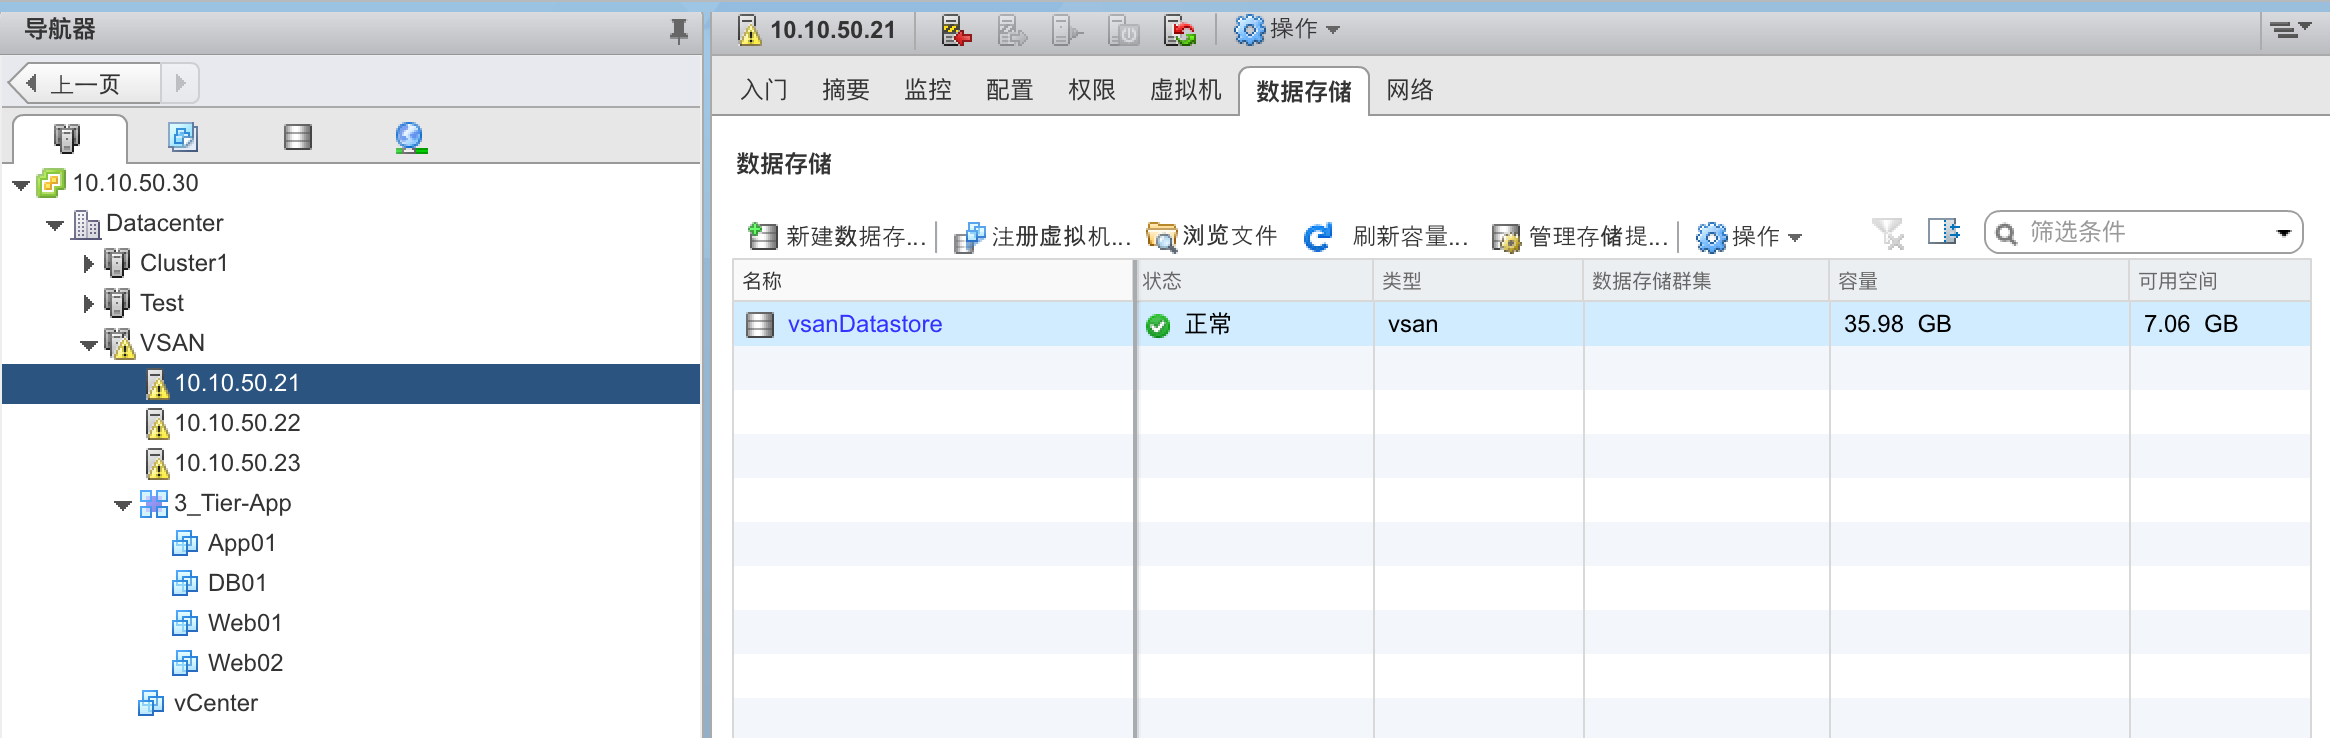 导航器
上一页
10.10.50.30
Datacenter
Cluster1
Test
VSAN
10.10.50.21
10.10.50.22
10.10.50.23
3_Tier-App
App01
DB01
Web01
Web02
vCenter
10.10.50.21 操作
入门 摘要 监控 配置 权限 虚拟机 数据存储 网络
数据存储
新建数据存... 注册虚拟机... 浏览文件 刷新容量... 管理存储提... 操作 筛选条件
名称 状态 类型 数据存储群集 容量 可用空间
vsanDatastore 正常 vsan 35.98 GB 7.06 GB